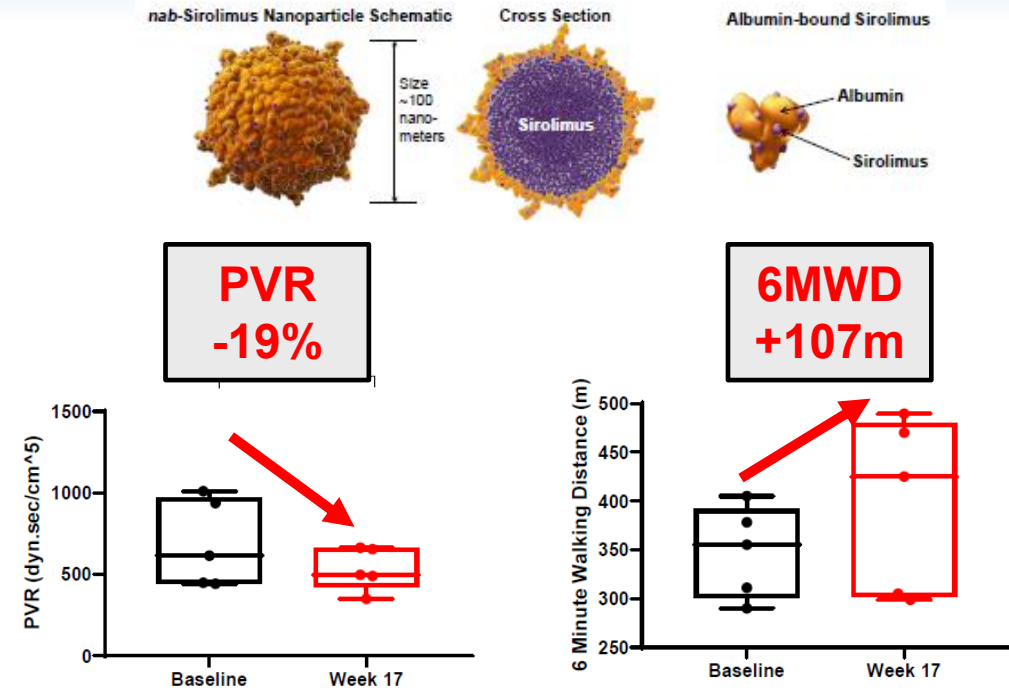 nab-Sirolimus Nanoparticle Schematic
Cross Section
Albumin-bound Sirolimus
Size
~100
nano-
meters
Sirolimus
Albumin
Sirolimus
PVR
-19%
6MWD
+107m
PVR (dyn.sec/cm^5)
1500
1000
500
0
Baseline
Week 17
6 Minute Walking Distance (m)
500
450
400
350
300
250
Baseline
Week 17